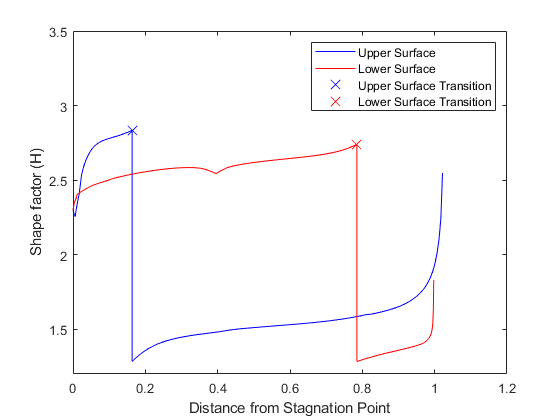 3.5
3
2.5
2
1.5
Shape factor (H)
Upper Surface
Lower Surface
Upper Surface Transition
Lower Surface Transition
0
0.2
0.4
0.6
0.8
1
1.2
Distance from Stagnation Point